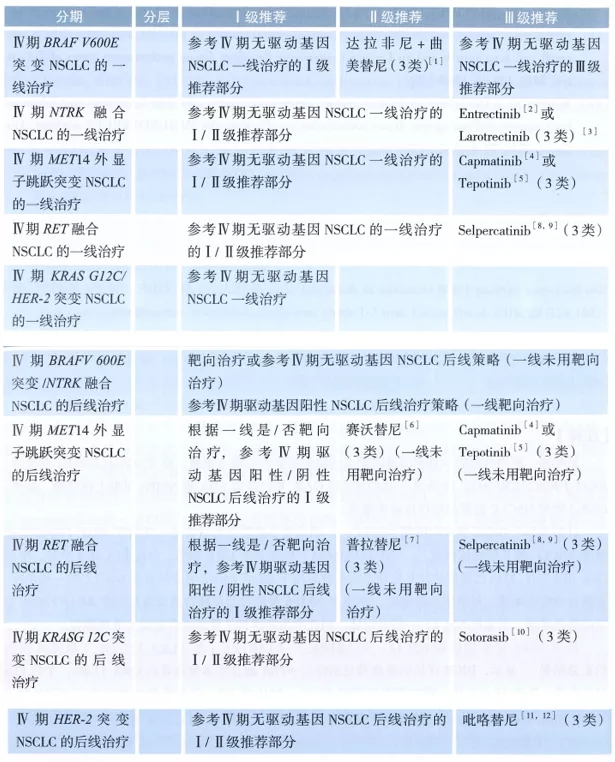 分期 分层 Ⅰ级推荐 Ⅱ级推荐 Ⅲ级推荐
Ⅳ期 BRAF V600E
突变 NSCLC 的一
线治疗
参考Ⅳ期无驱动基因
NSCLC 一线治疗的Ⅰ级
推荐部分
达拉非尼+曲
美替尼(3类)[1]
参考Ⅳ期无驱动基因
NSCLC 一线治疗的Ⅲ级
推荐部分
Ⅳ期 NTRK 融合
NSCLC 的一线治疗
参考Ⅳ期无驱动基因 NSCLC 一线治疗的
Ⅰ/Ⅱ级推荐部分
Entrectinib[2]或
Larotrectinib(3类)[3]
Ⅳ期 MET14 外显
子跳跃突变 NSCLC
的一线治疗
参考Ⅳ期无驱动基因 NSCLC 一线治疗的
Ⅰ/Ⅱ级推荐部分
Capmatinib[4]或
Tepotinib[5](3类)
Ⅳ期 RET 融合
NSCLC 的一线治疗
参考Ⅳ期无驱动基因 NSCLC 的一线治疗
的Ⅰ/Ⅱ级推荐部分
Selpercatinib[8, 9](3类)
Ⅳ期 KRAS G12C/
HER-2 突变 NSCLC
的一线治疗
参考Ⅳ期无驱动基因
NSCLC 一线治疗
Ⅳ期 BRAFV 600E
突变/NTRK 融合
NSCLC 的后线治疗
靶向治疗或参考Ⅳ期无驱动基因 NSCLC 后线策略(一线未用靶向
治疗)
参考Ⅳ期驱动基因阳性 NSCLC 后线治疗策略(一线靶向治疗)
Ⅳ期 MET14 外显
子跳跃突变 NSCLC
的后线治疗
根据一线是/否靶向
治疗,参考Ⅳ期驱
动基因阳性/阴性
NSCLC 后线治疗的Ⅰ级
推荐部分
赛沃替尼[6]
(3类)(一线未
用靶向治疗)
Capmatinib[4]或
Tepotinib[5](3类)
(一线未用靶向治疗)
Ⅳ期 RET 融合
NSCLC 的后线
治疗
根据一线是/否靶向治
疗,参考Ⅳ期驱动基因
阳性/阴性 NSCLC 后线
治疗的Ⅰ级推荐部分
普拉替尼[7]
(3类)
(一线未用靶向
治疗)
Selpercatinib[8, 9](3类)
(一线未用靶向治疗)
Ⅳ期 KRASG 12C 突
变 NSCLC 的后线
治疗
参考Ⅳ期无驱动基因 NSCLC 后线治疗的
Ⅰ/Ⅱ级推荐部分
Sotorasib[10](3类)
Ⅳ期 HER-2 突变
NSCLC 的后线治疗
参考Ⅳ期无驱动基因 NSCLC 后线治疗的
Ⅰ/Ⅱ级推荐部分
吡咯替尼[11, 12](3类)